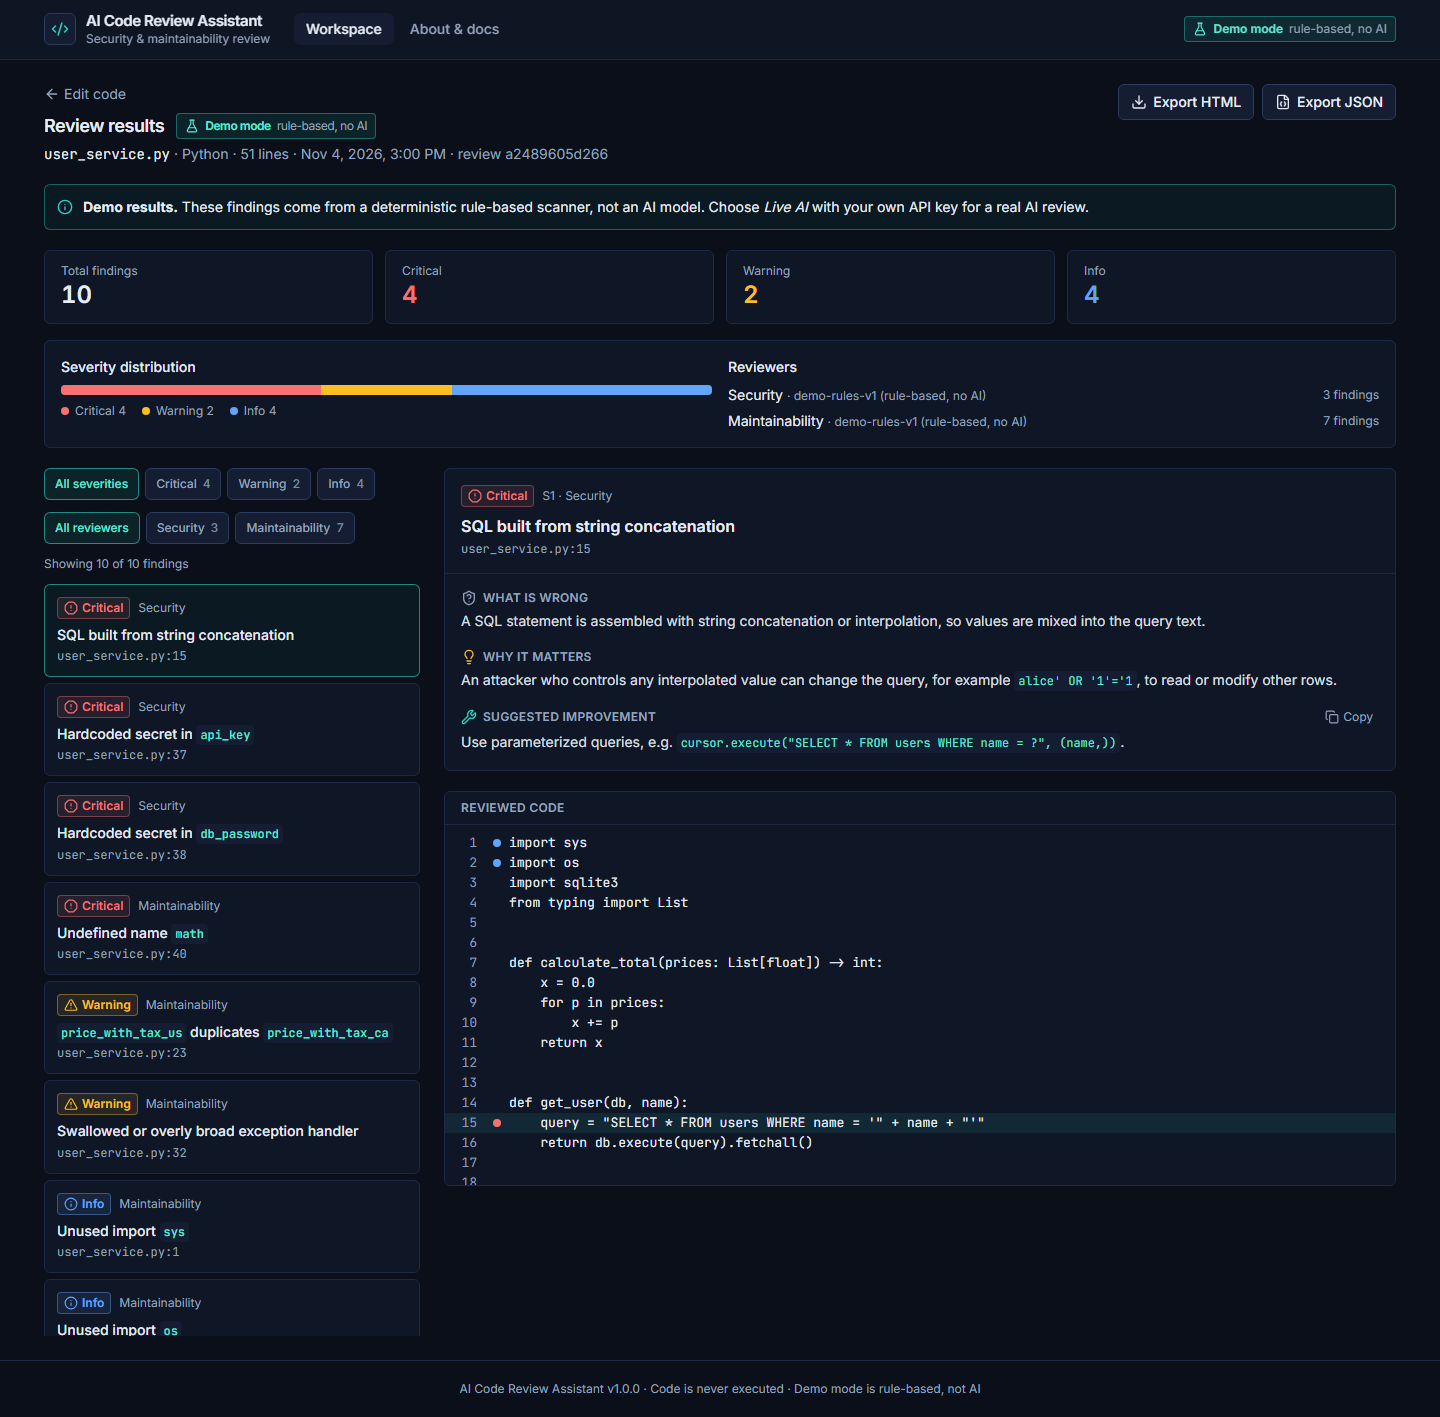 AI Code Review Assistant
Security & maintainability review
Workspace
About & docs
Demo mode rule-based, no AI
Edit code
Export HTML
Export JSON
Review results
Demo mode rule-based, no AI
user_service.py · Python · 51 lines · Nov 4, 2026, 3:00 PM · review a2489605d266
Demo results. These findings come from a deterministic rule-based scanner, not an AI model. Choose Live AI with your own API key for a real AI review.
Total findings
10
Critical
4
Warning
2
Info
4
Severity distribution
Critical 4
Warning 2
Info 4
Reviewers
Security · demo-rules-v1 (rule-based, no AI)
3 findings
Maintainability · demo-rules-v1 (rule-based, no AI)
7 findings
All severities
Critical 4
Warning 2
Info 4
All reviewers
Security 3
Maintainability 7
Showing 10 of 10 findings
Critical Security
SQL built from string concatenation
user_service.py:15
Critical Security
Hardcoded secret in api_key
user_service.py:37
Critical Security
Hardcoded secret in db_password
user_service.py:38
Critical Maintainability
Undefined name math
user_service.py:40
Warning Maintainability
price_with_tax_us duplicates price_with_tax_ca
user_service.py:23
Warning Maintainability
Swallowed or overly broad exception handler
user_service.py:32
Info Maintainability
Unused import sys
user_service.py:1
Info Maintainability
Unused import os
Critical S1 · Security
SQL built from string concatenation
user_service.py:15
WHAT IS WRONG
A SQL statement is assembled with string concatenation or interpolation, so values are mixed into the query text.
WHY IT MATTERS
An attacker who controls any interpolated value can change the query, for example alice' OR '1'='1, to read or modify other rows.
SUGGESTED IMPROVEMENT
Copy
Use parameterized queries, e.g. cursor.execute("SELECT * FROM users WHERE name = ?", (name,)).
REVIEWED CODE
1 import sys
2 import os
3 import sqlite3
4 from typing import List
5
6
7 def calculate_total(prices: List[float]) -> int:
8     x = 0.0
9     for p in prices:
10         x += p
11     return x
12
13
14 def get_user(db, name):
15     query = "SELECT * FROM users WHERE name = '" + name + "'"
16     return db.execute(query).fetchall()
17
18
AI Code Review Assistant v1.0.0 · Code is never executed · Demo mode is rule-based, not AI